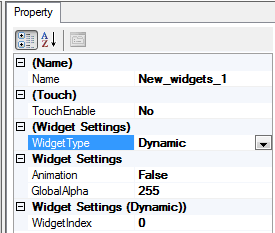 Property
(Name)
Name New_widgets_1
(Touch)
TouchEnable No
(Widget Settings)
WidgetType Dynamic
Widget Settings
Animation False
GlobalAlpha 255
Widget Settings (Dynamic))
WidgetIndex 0